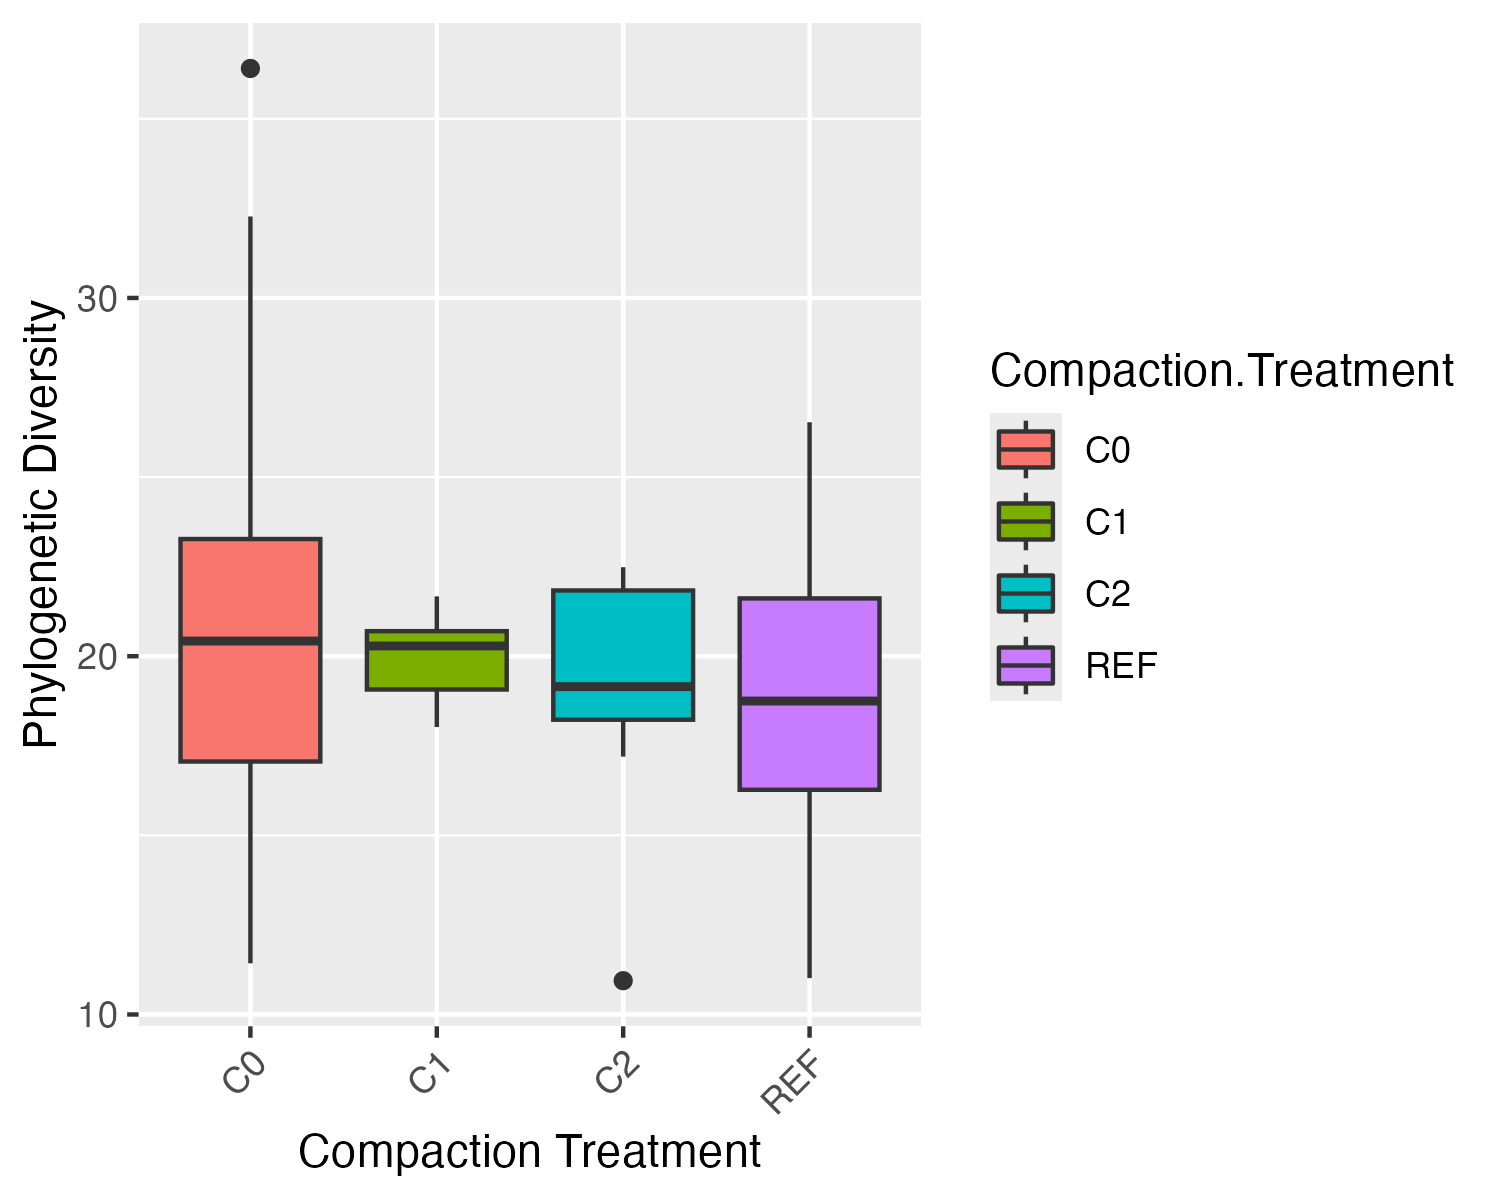 Phylogenetic Diversity
30
20
10
C0
C1
C2
REF
Compaction Treatment
Compaction.Treatment
C0
C1
C2
REF